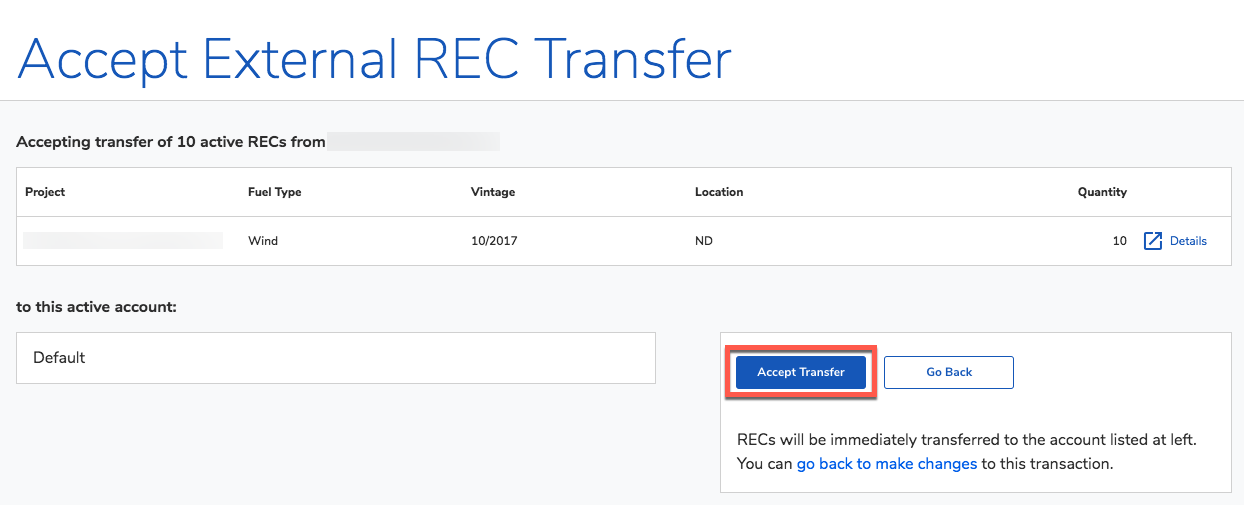 Accept External REC Transfer
Accepting transfer of 10 active RECs from
Project Fuel Type Vintage Location Quantity
Wind 10/2017 ND 10 Details
to this active account:
Default
Accept Transfer Go Back
RECs will be immediately transferred to the account listed at left.
You can go back to make changes to this transaction.